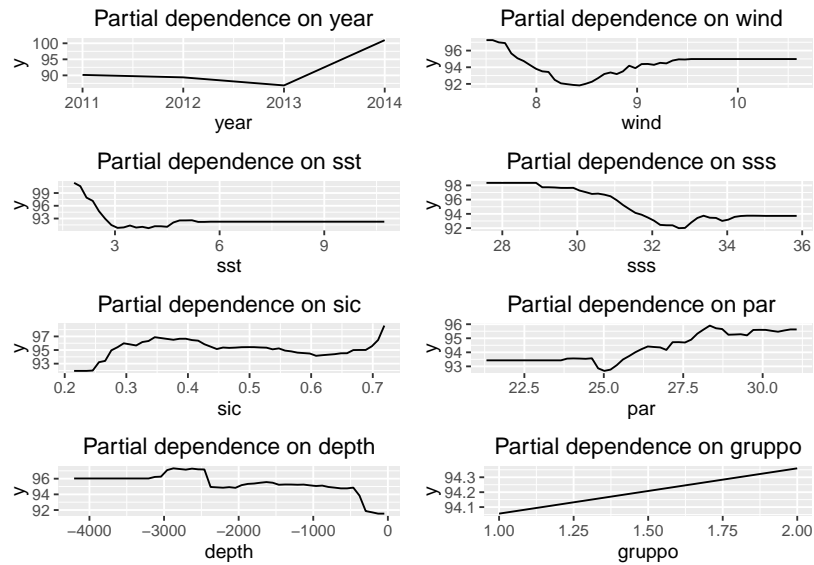 Partial dependence on year
y
100
95
90
2011 2012 2013 2014
year
Partial dependence on wind
y
96
94
92
8 9 10
wind
Partial dependence on sst
y
99
96
93
3 6 9
sst
Partial dependence on sss
y
98
96
94
92
28 30 32 34 36
sss
Partial dependence on sic
y
97
95
93
0.2 0.3 0.4 0.5 0.6 0.7
sic
Partial dependence on par
y
96
95
94
93
22.5 25.0 27.5 30.0
par
Partial dependence on depth
y
96
94
92
−4000 −3000 −2000 −1000 0
depth
Partial dependence on gruppo
y
94.3
94.2
94.1
1.00 1.25 1.50 1.75 2.00
gruppo